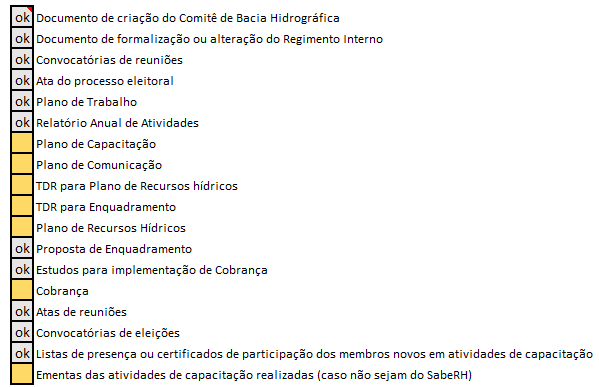 ok Documento de criação do Comitê de Bacia Hidrográfica
ok Documento de formalização ou alteração do Regimento Interno
ok Convocatórias de reuniões
ok Ata do processo eleitoral
ok Plano de Trabalho
ok Relatório Anual de Atividades
Plano de Capacitação
Plano de Comunicação
TDR para Plano de Recursos hídricos
TDR para Enquadramento
Plano de Recursos Hídricos
ok Proposta de Enquadramento
ok Estudos para implementação de Cobrança
Cobrança
ok Atas de reuniões
ok Convocatórias de eleições
ok Listas de presença ou certificados de participação dos membros novos em atividades de capacitação
Ementas das atividades de capacitação realizadas (caso não sejam do SabeRH)